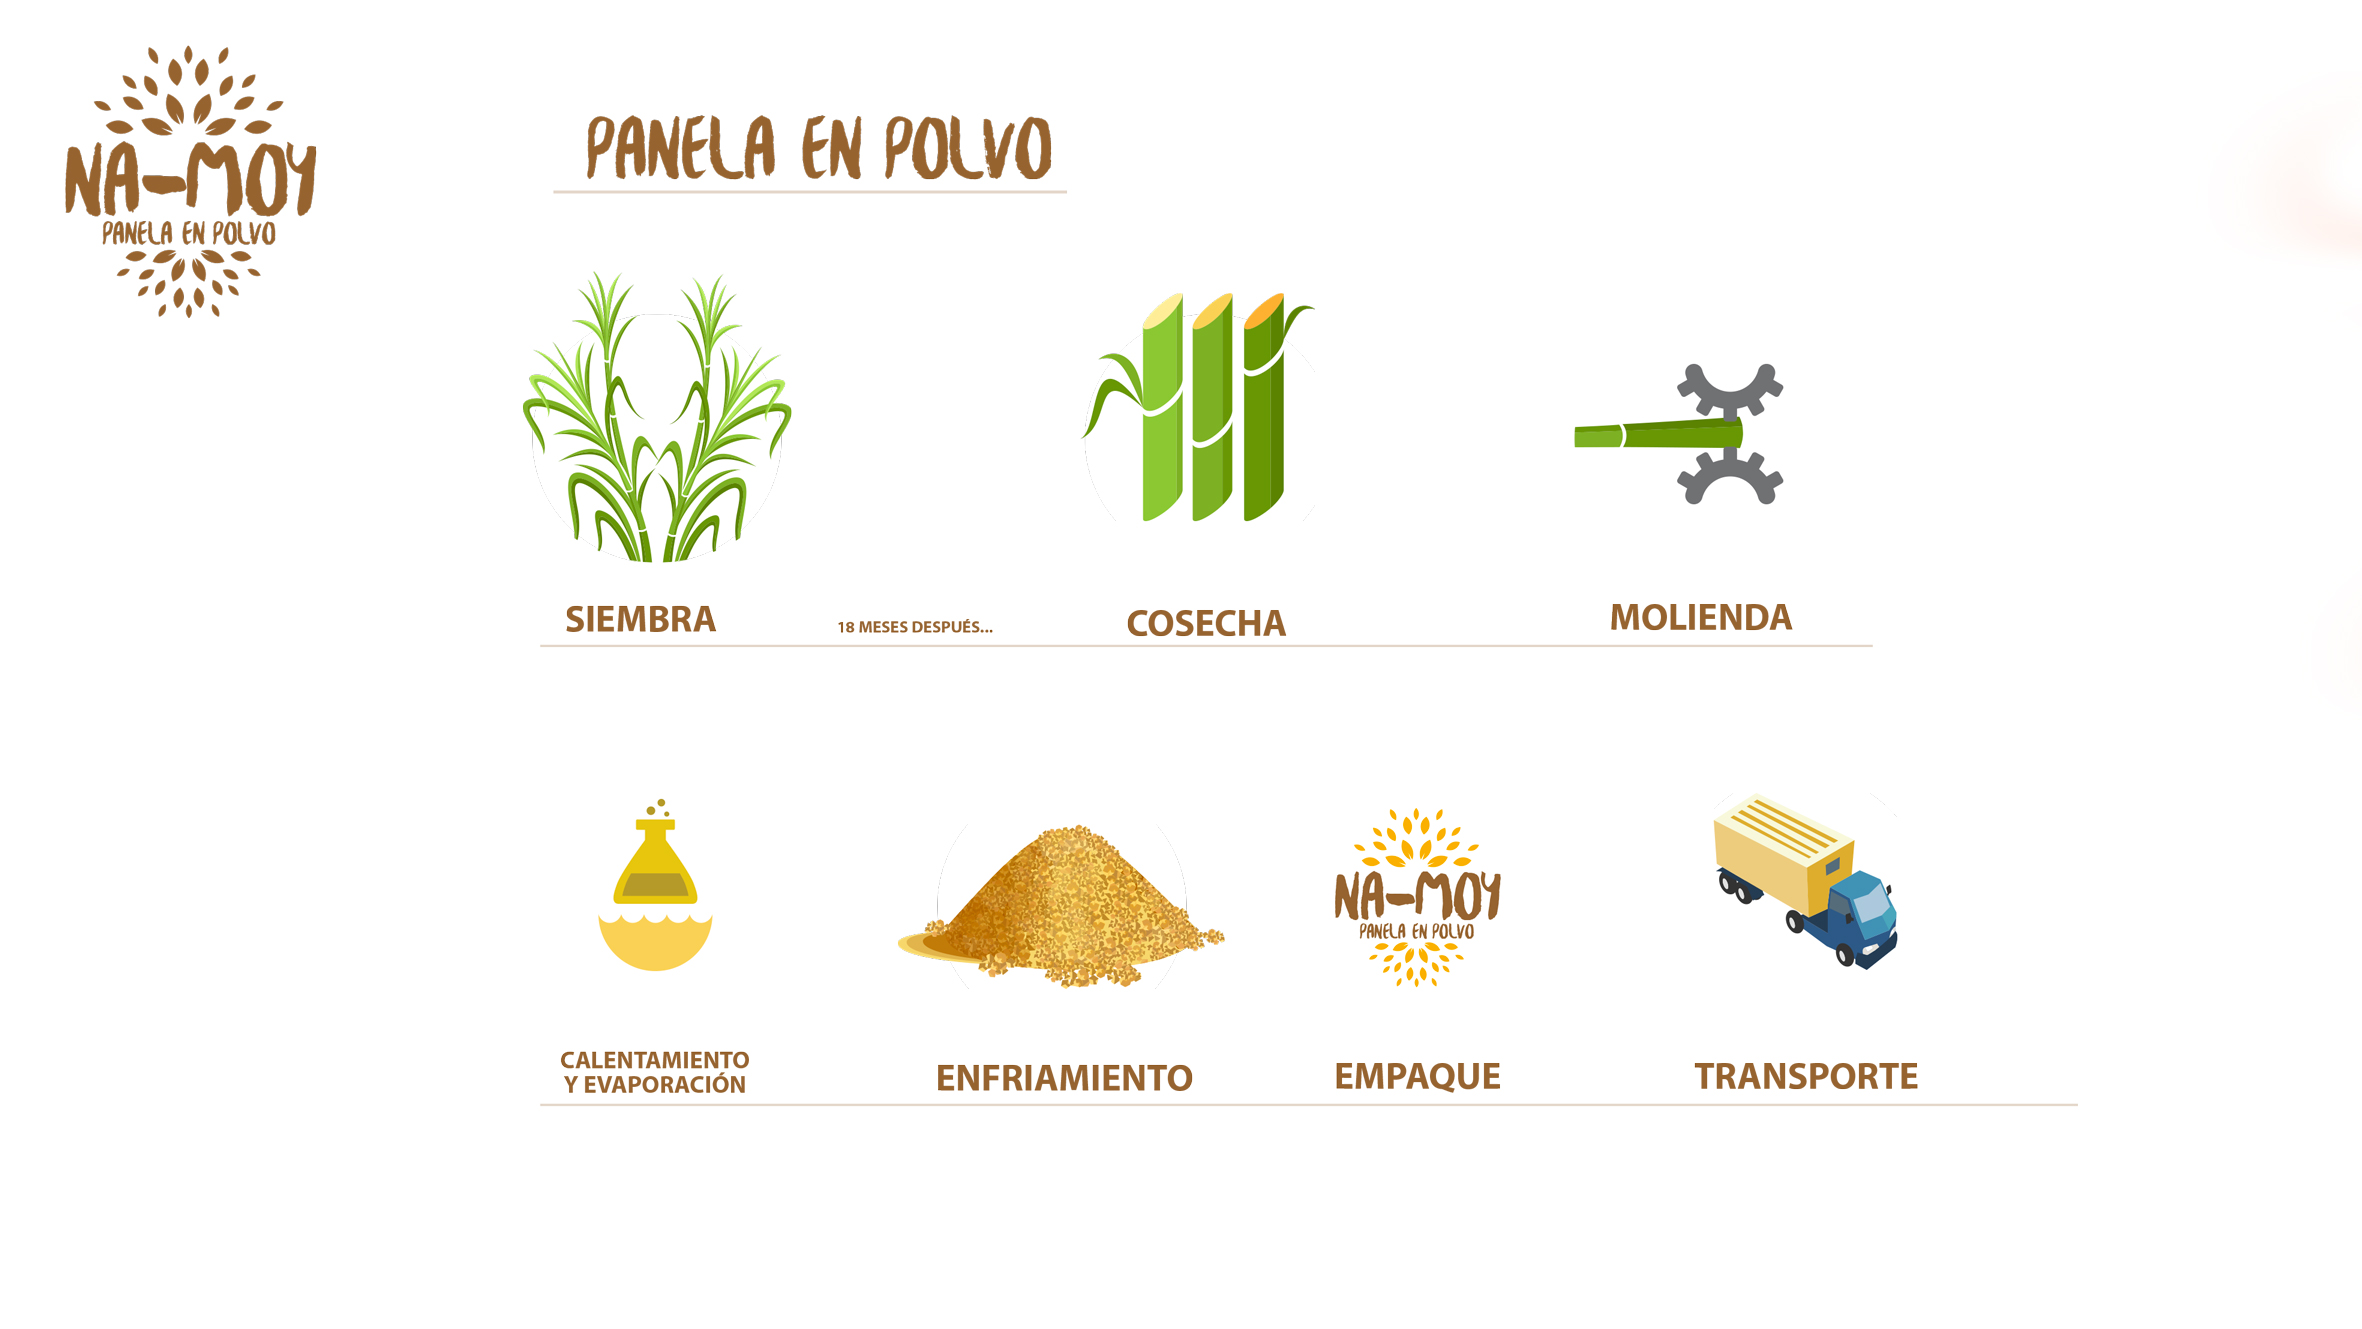 NA-MOY
PANELA EN POLVO
PANELA EN POLVO
SIEMBRA
18 MESES DESPUÉS...
COSECHA
MOLIENDA
CALENTAMIENTO
Y EVAPORACIÓN
ENFRIAMIENTO
NA-MOY
PANELA EN POLVO
EMPAQUE
TRANSPORTE